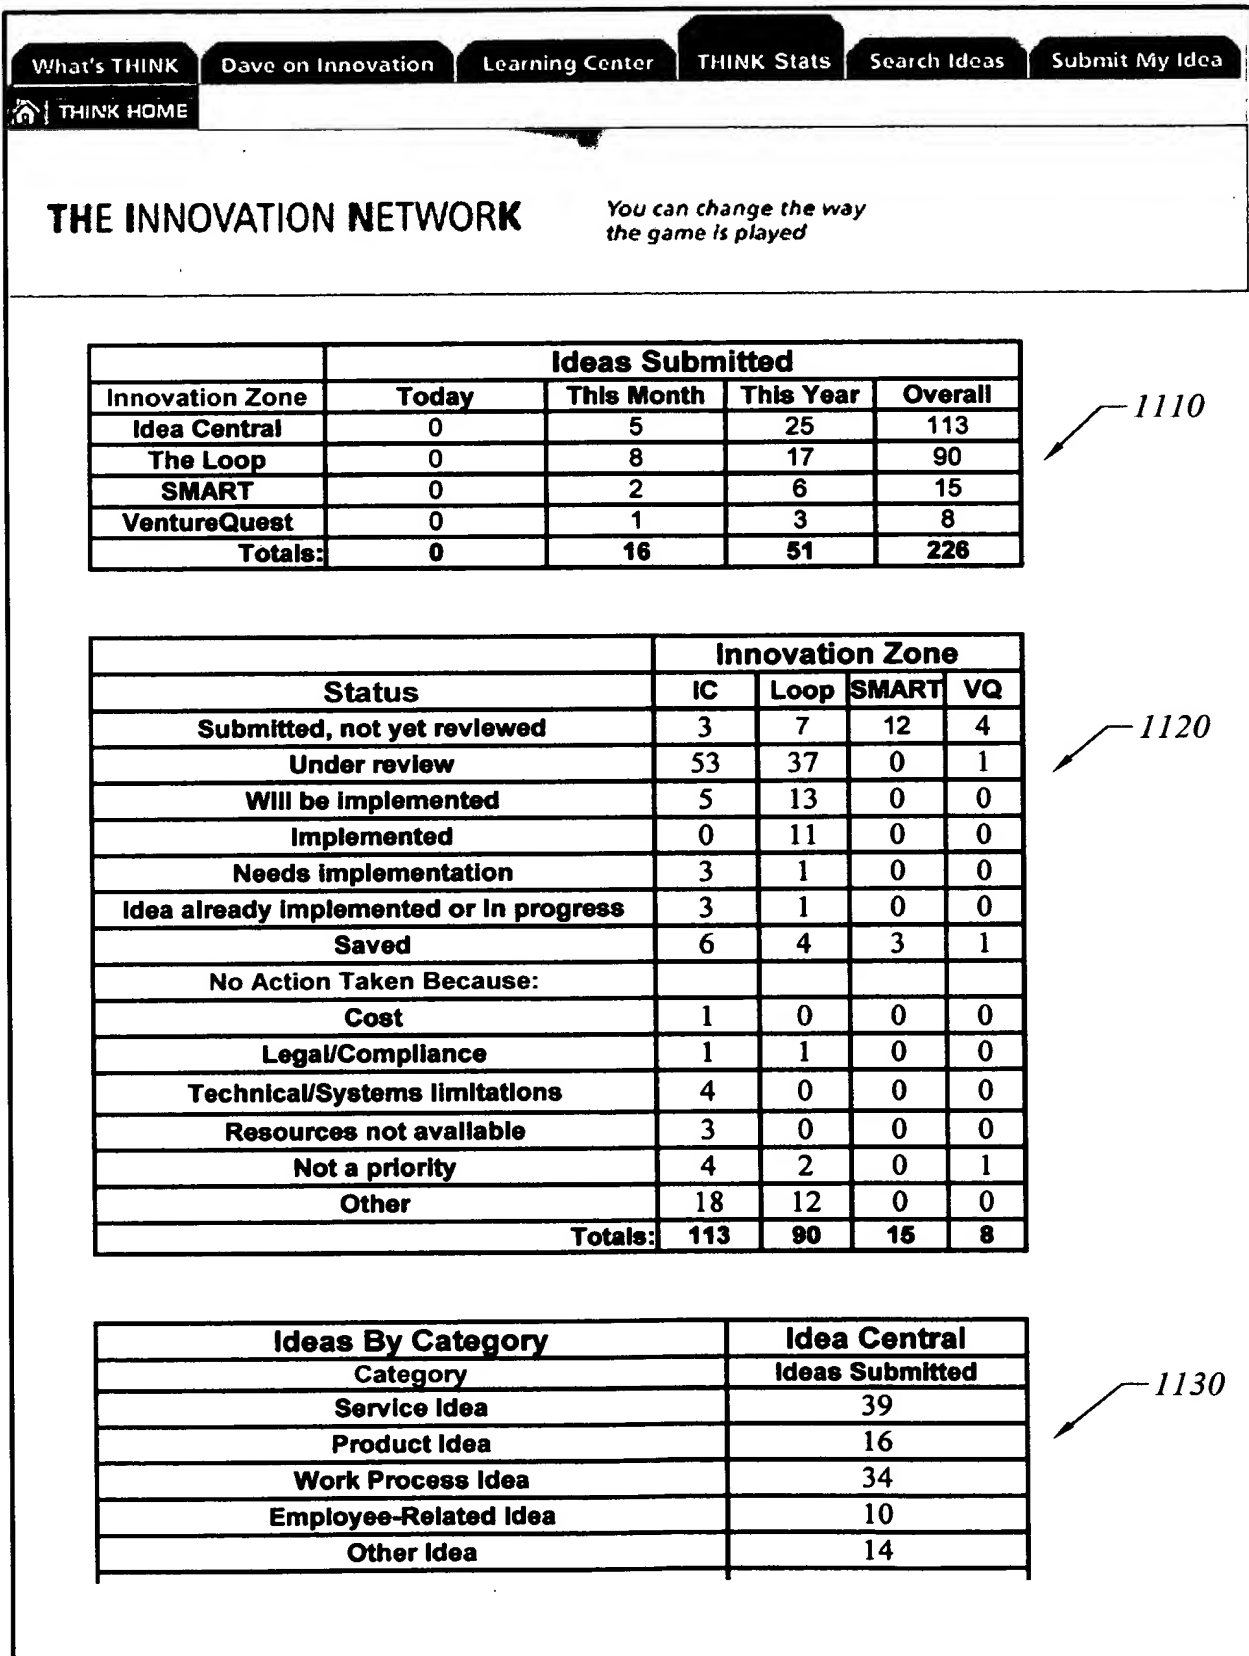 What's THINK Dave on Innovation Learning Center THINK Stats Search Ideas Submit My Idea
THINK HOME
THE INNOVATION NETWORK
You can change the way
the game is played
Ideas Submitted
Innovation Zone Today This Month This Year Overall
Idea Central 0 5 25 113
The Loop 0 8 17 90
SMART 0 2 6 15
VentureQuest 0 1 3 8
Totals: 0 16 51 226
1110
Innovation Zone
Status IC Loop SMART VQ
Submitted, not yet reviewed 3 7 12 4
Under review 53 37 0 1
Will be implemented 5 13 0 0
Implemented 0 11 0 0
Needs implementation 3 1 0 0
Idea already implemented or in progress 3 1 0 0
Saved 6 4 3 1
No Action Taken Because:
Cost 1 0 0 0
Legal/Compliance 1 1 0 0
Technical/Systems limitations 4 0 0 0
Resources not available 3 0 0 0
Not a priority 4 2 0 1
Other 18 12 0 0
Totals: 113 90 15 8
1120
Ideas By Category Idea Central
Category Ideas Submitted
Service Idea 39
Product Idea 16
Work Process Idea 34
Employee-Related Idea 10
Other Idea 14
1130